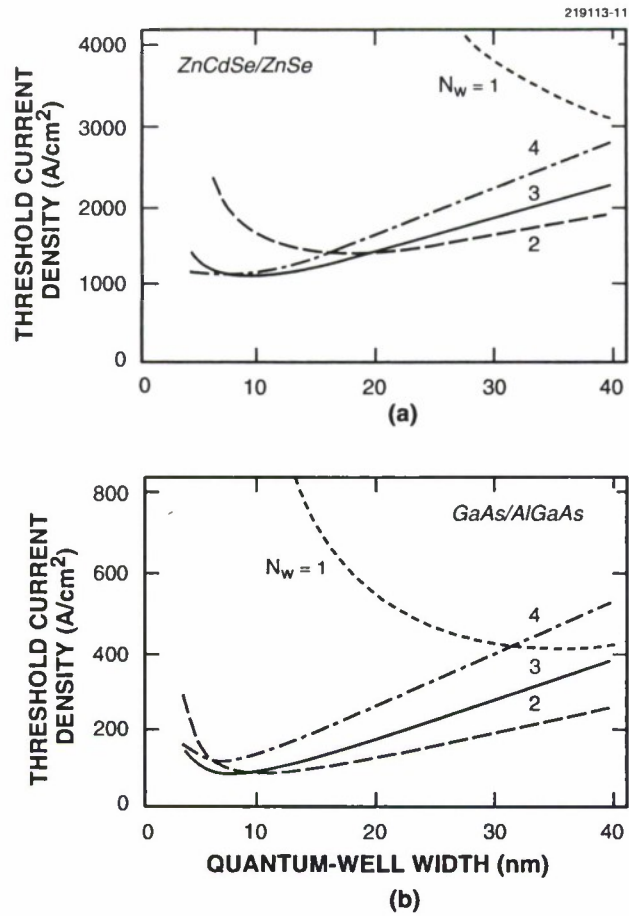 219113-11
ZnCdSe/ZnSe
N_W = 1
4
3
2
THRESHOLD CURRENT
DENSITY (A/cm²)
4000
3000
2000
1000
0
0 10 20 30 40
(a)
GaAs/AlGaAs
N_W = 1
4
3
2
THRESHOLD CURRENT
DENSITY (A/cm²)
800
600
400
200
0
0 10 20 30 40
QUANTUM-WELL WIDTH (nm)
(b)